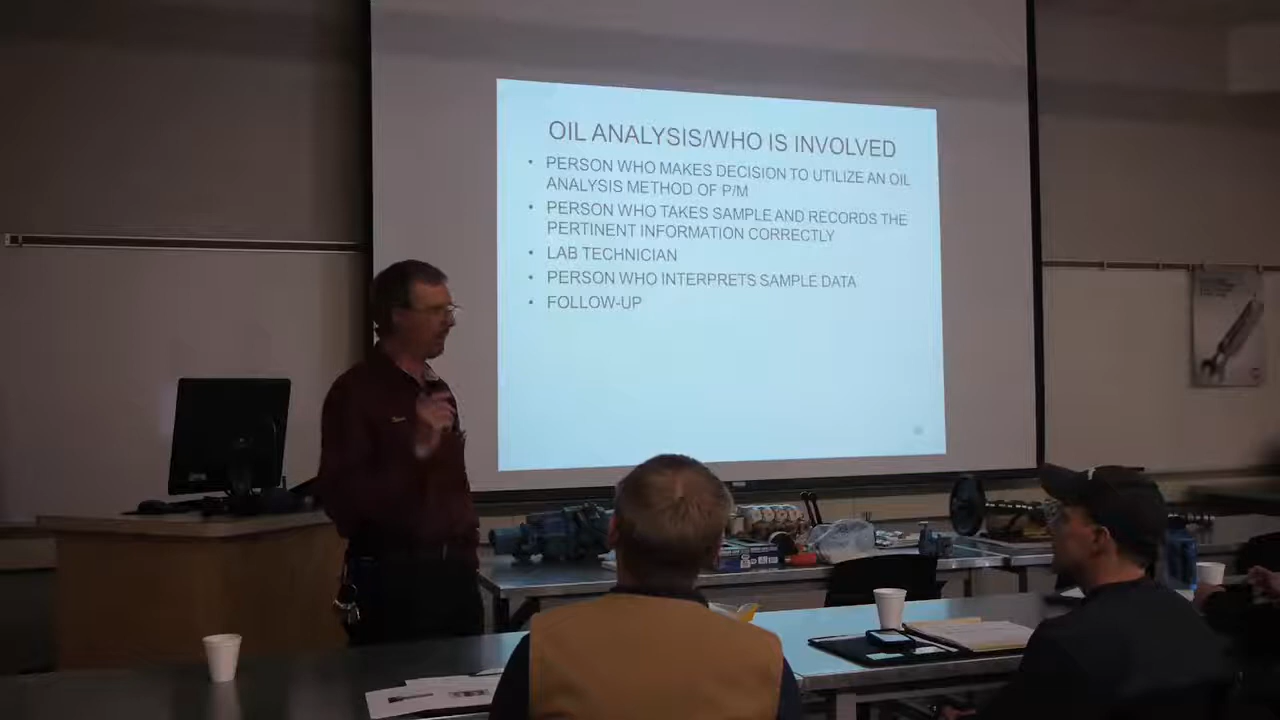 OIL ANALYSIS/WHO IS INVOLVED
• PERSON WHO MAKES DECISION TO UTILIZE AN OIL
ANALYSIS METHOD OF P/M
• PERSON WHO TAKES SAMPLE AND RECORDS THE
PERTINENT INFORMATION CORRECTLY
• LAB TECHNICIAN
• PERSON WHO INTERPRETS SAMPLE DATA
• FOLLOW-UP